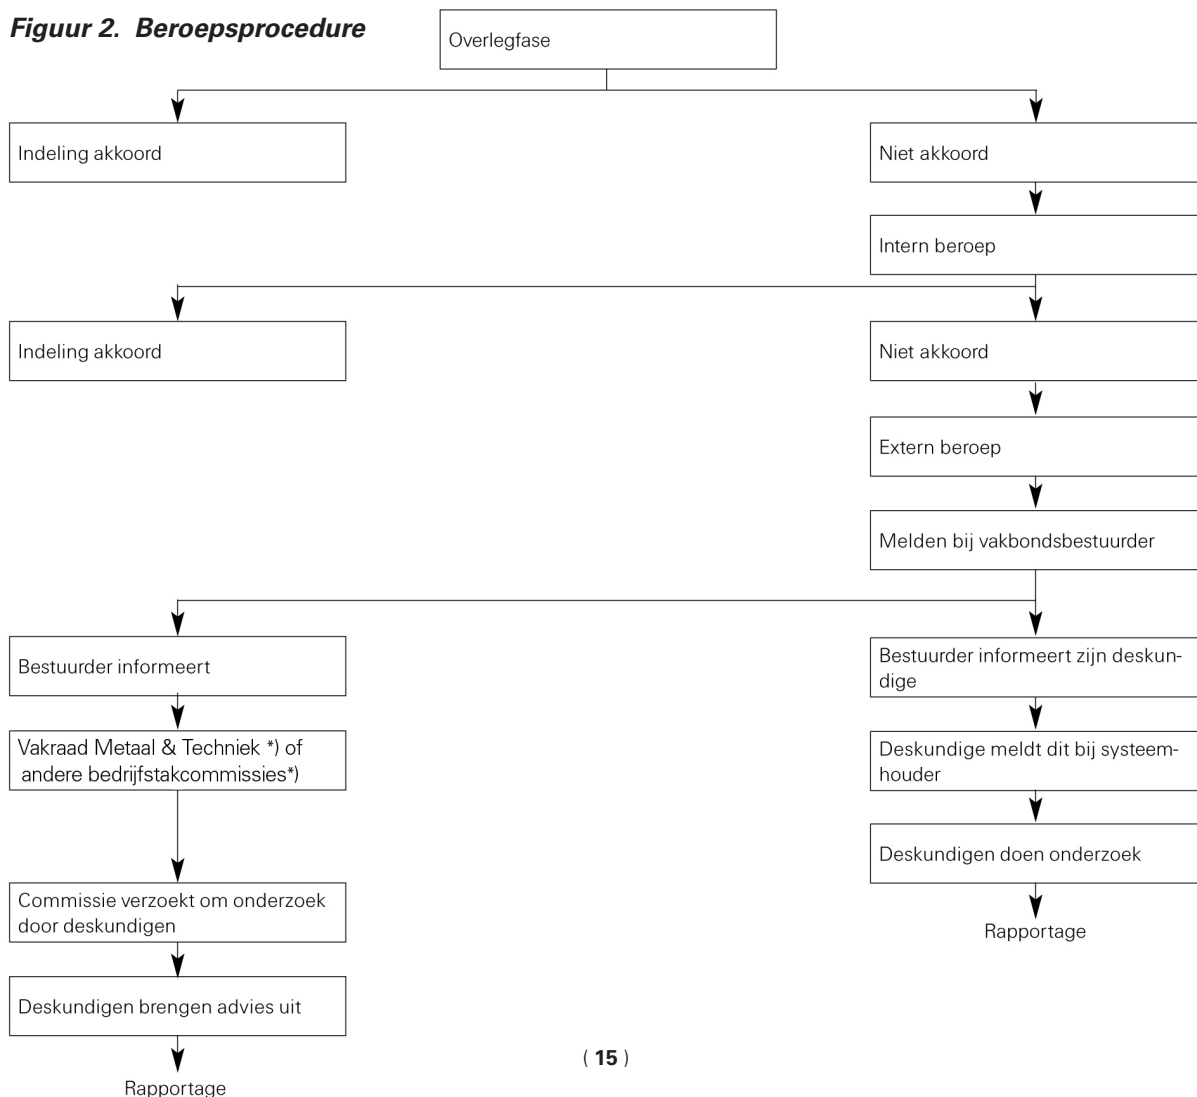 Figuur 2. Beroepsprocedure
Overlegfase
Indeling akkoord
Niet akkoord
Intern beroep
Indeling akkoord
Niet akkoord
Extern beroep
Melden bij vakbondsbestuurder
Bestuurder informeert
Bestuurder informeert zijn deskun-
dige
Vakraad Metaal & Techniek *) of
andere bedrijfstakcommissies*)
Deskundige meldt dit bij systeem-
houder
Deskundigen doen onderzoek
Commissie verzoekt om onderzoek
door deskundigen
Rapportage
Deskundigen brengen advies uit
( 15 )
Rapportage